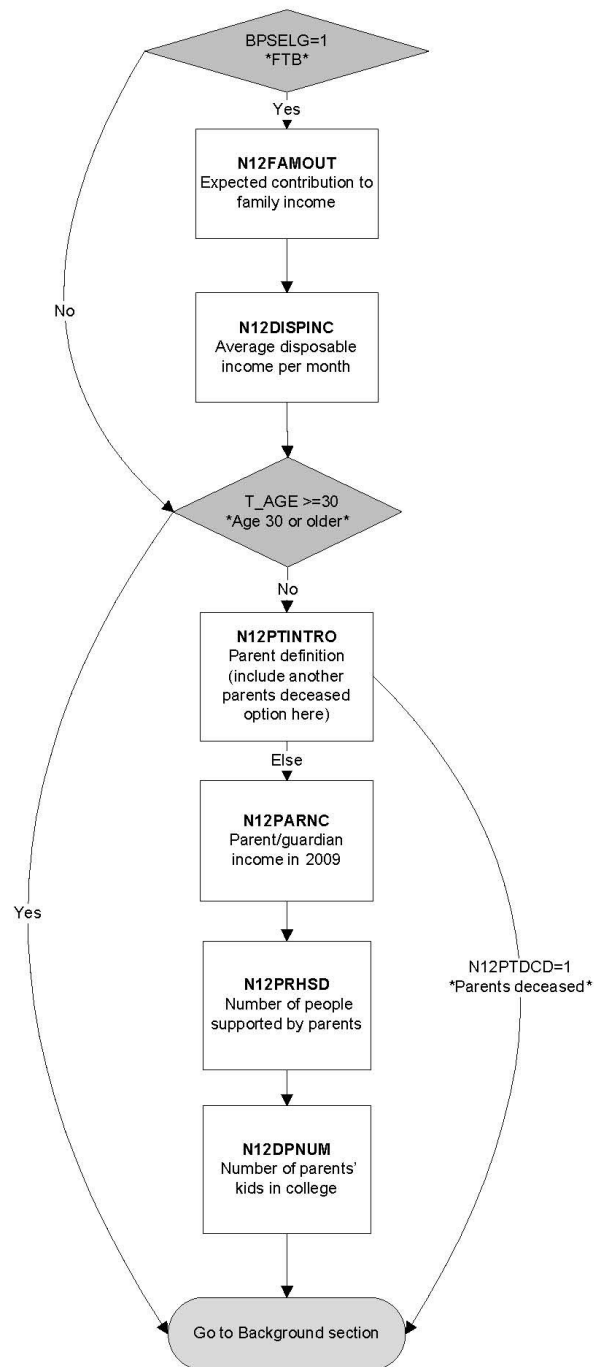 BPSELG=1
*FTB*
Yes
N12FAMOUT
Expected contribution to
family income
No
N12DISPINC
Average disposable
income per month
T_AGE >=30
*Age 30 or older*
No
N12PTINTRO
Parent definition
(include another
parents deceased
option here)
Else
N12PARNC
Parent/guardian
income in 2009
Yes
N12PRHSD
Number of people
supported by parents
N12PTDCD=1
*Parents deceased*
N12DPNUM
Number of parents'
kids in college
Go to Background section